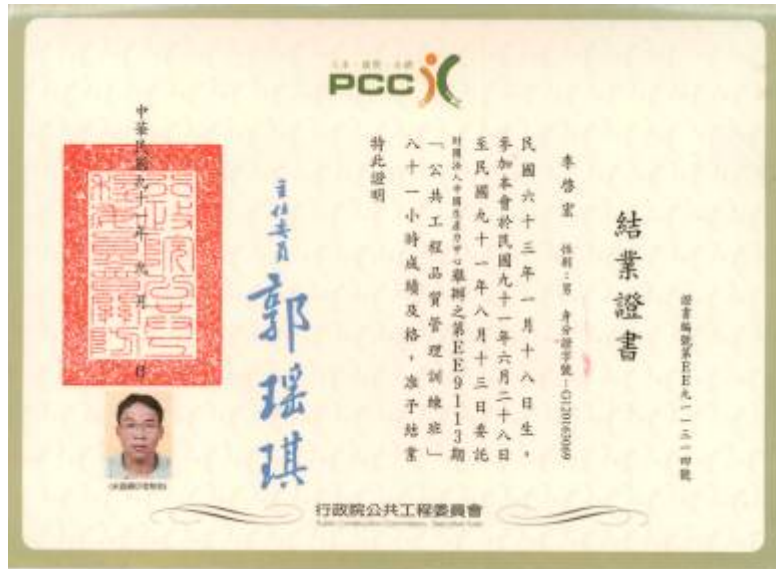 PCC
證書編號第EE九一一三一四號
結業證書
李啓宏 性別:男 身分證字號:G120163069
民國六十三年一月十八日生,
參加本會於民國九十一年六月二十八日
至民國九十一年八月十三日委託
財團法人中國生產力中心舉辦之第EE9113期
「公共工程品質管理訓練班」
八十一小時成績及格,准予結業
特此證明
主任委員 郭瑶琪
中華民國九十一年 九月 日
行政院公共工程委員會